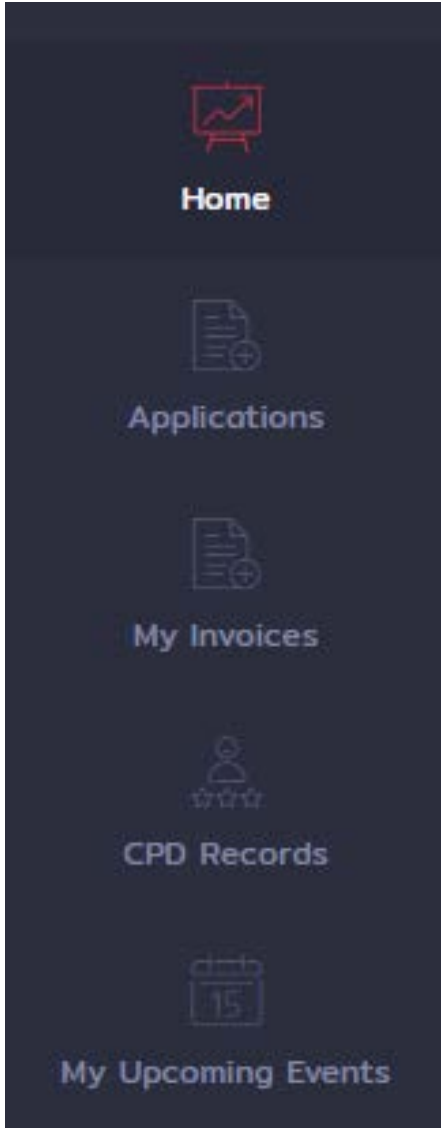 Home
Applications
My Invoices
CPD Records
15
My Upcoming Events